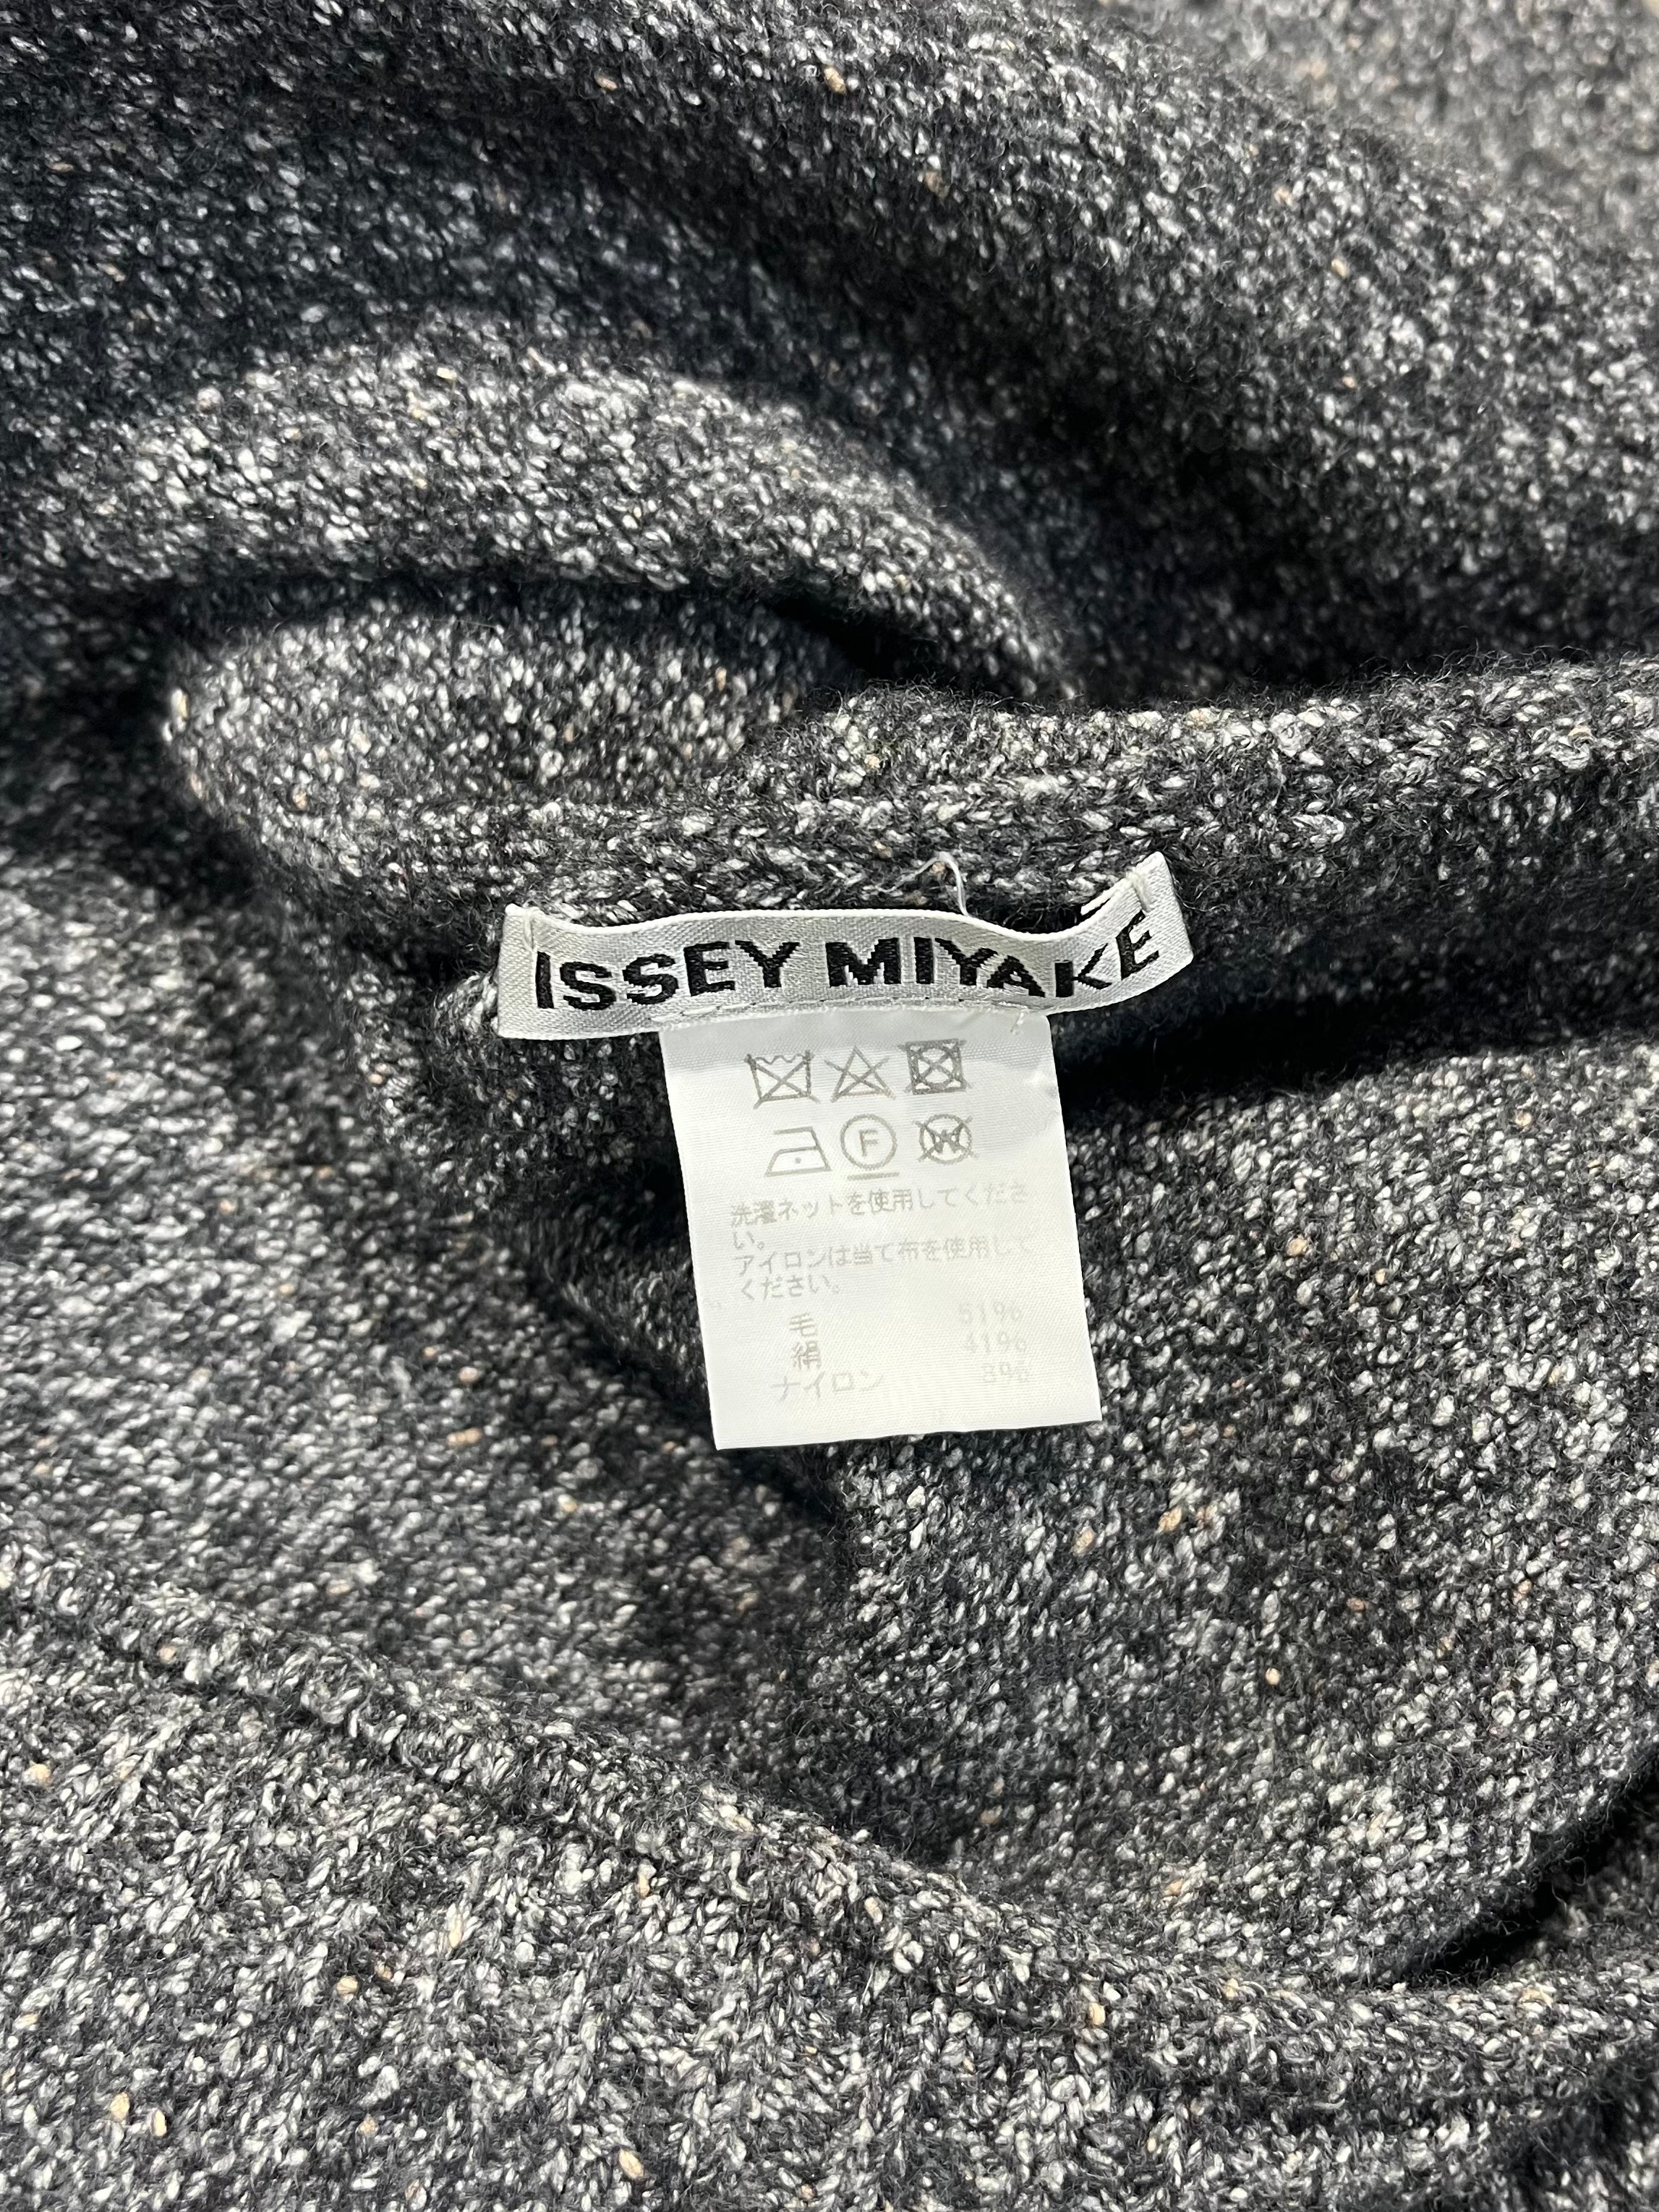 ISSEY MIYAKE
F
W
洗濯ネットを使用してくださ
い。
アイロンは当て布を使用して
ください。
毛 51%
絹 41%
ナイロン 8%